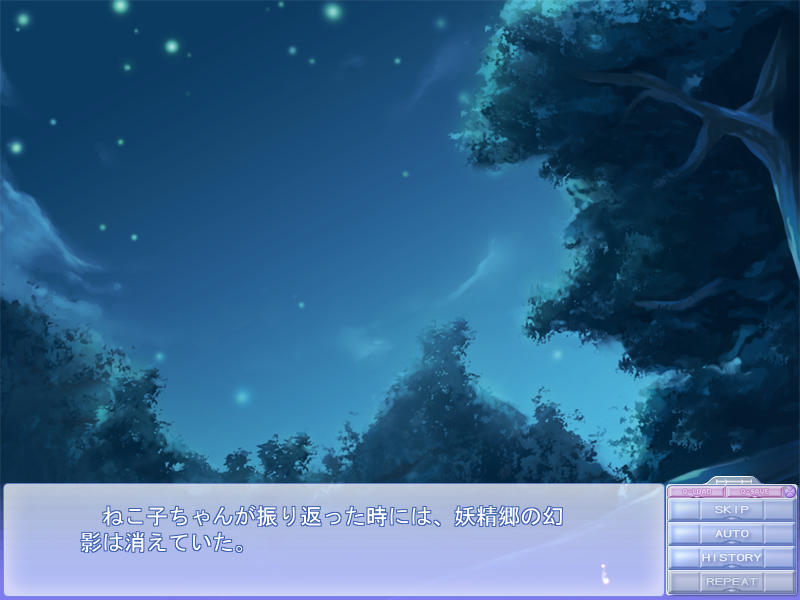 ねこ子ちゃんが振り返った時には、妖精郷の幻
影は消えていた。
Q-LOAD Q-SAVE
SKIP
AUTO
HISTORY
REPEAT